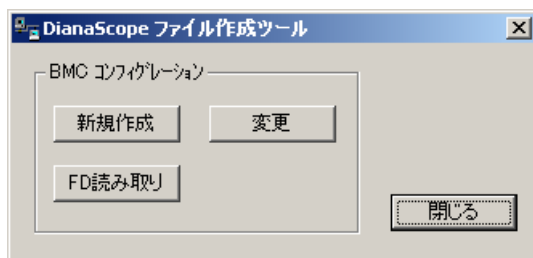 DianaScope ファイル作成ツール
BMC コンフィグレーション
新規作成
変更
FD読み取り
閉じる